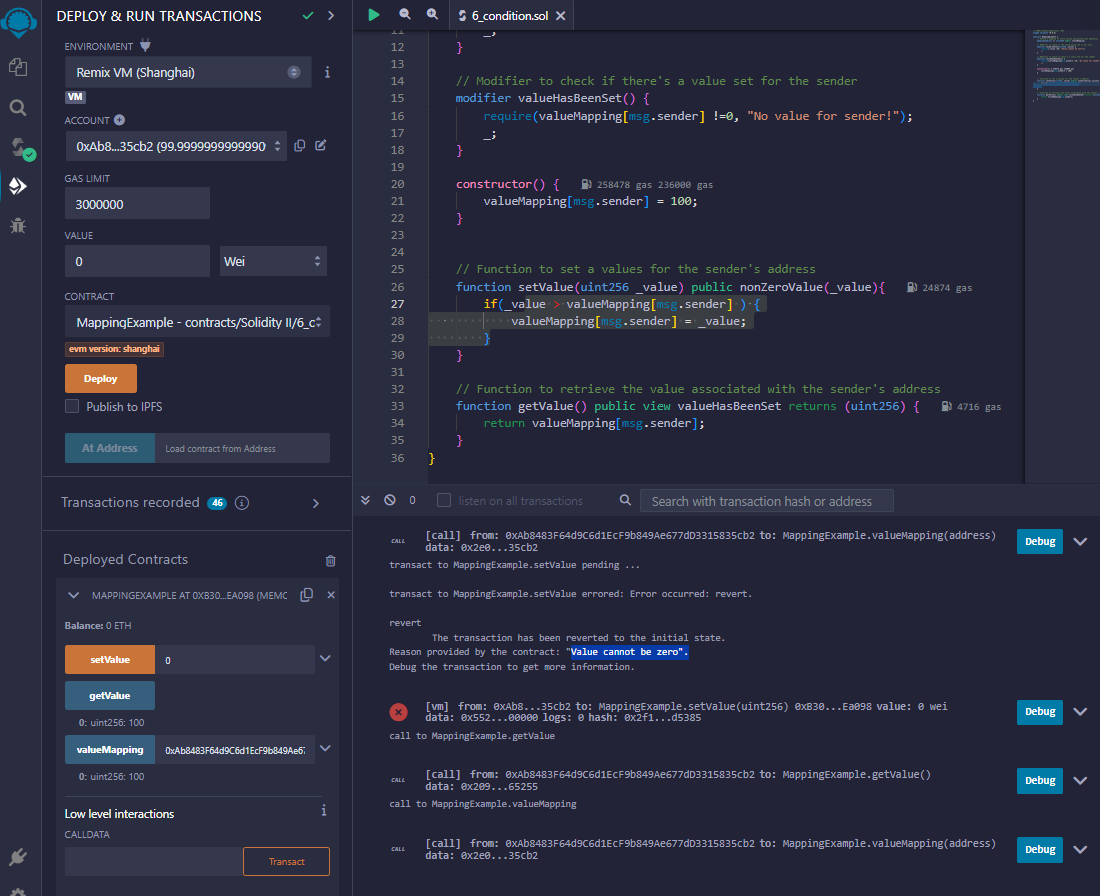 DEPLOY & RUN TRANSACTIONS
ENVIRONMENT
Remix VM (Shanghai)
VM
ACCOUNT
0xAb8...35cb2 (99.9999999999909
GAS LIMIT
3000000
VALUE
0
Wei
CONTRACT
MappingExample - contracts/Solidity II/6_c
evm version: shanghai
Deploy
Publish to IPFS
At Address
Load contract from Address
Transactions recorded 46
Deployed Contracts
MAPPINGEXAMPLE AT 0XB30...EA098 (MEMC
Balance: 0 ETH
setValue 0
getValue
0: uint256: 100
valueMapping 0xAb8483F64d9C6d1EcF9b849Ae67
0: uint256: 100
Low level interactions
CALLDATA
Transact
6_condition.sol
11 _;
12 }
13
14 // Modifier to check if there's a value set for the sender
15 modifier valueHasBeenSet() {
16 require(valueMapping[msg.sender] !=0, "No value for sender!");
17 _;
18 }
19
20 constructor() { 258478 gas 236000 gas
21 valueMapping[msg.sender] = 100;
22 }
23
24
25 // Function to set a values for the sender's address
26 function setValue(uint256 _value) public nonZeroValue(_value){ 24874 gas
27 if(_value > valueMapping[msg.sender] ) {
28 valueMapping[msg.sender] = _value;
29 }
30 }
31
32 // Function to retrieve the value associated with the sender's address
33 function getValue() public view valueHasBeenSet returns (uint256) { 4716 gas
34 return valueMapping[msg.sender];
35 }
36 }
0
listen on all transactions
Search with transaction hash or address
CALL [call] from: 0xAb8483F64d9C6d1EcF9b849Ae677dD3315835cb2 to: MappingExample.valueMapping(address)
data: 0x2e0...35cb2
Debug
transact to MappingExample.setValue pending ...
transact to MappingExample.setValue errored: Error occurred: revert.
revert
The transaction has been reverted to the initial state.
Reason provided by the contract: "Value cannot be zero".
Debug the transaction to get more information.
[vm] from: 0xAb8...35cb2 to: MappingExample.setValue(uint256) 0xB30...Ea098 value: 0 wei
data: 0x552...00000 logs: 0 hash: 0x2f1...d5385
Debug
call to MappingExample.getValue
CALL [call] from: 0xAb8483F64d9C6d1EcF9b849Ae677dD3315835cb2 to: MappingExample.getValue()
data: 0x209...65255
Debug
call to MappingExample.valueMapping
CALL [call] from: 0xAb8483F64d9C6d1EcF9b849Ae677dD3315835cb2 to: MappingExample.valueMapping(address)
data: 0x2e0...35cb2
Debug